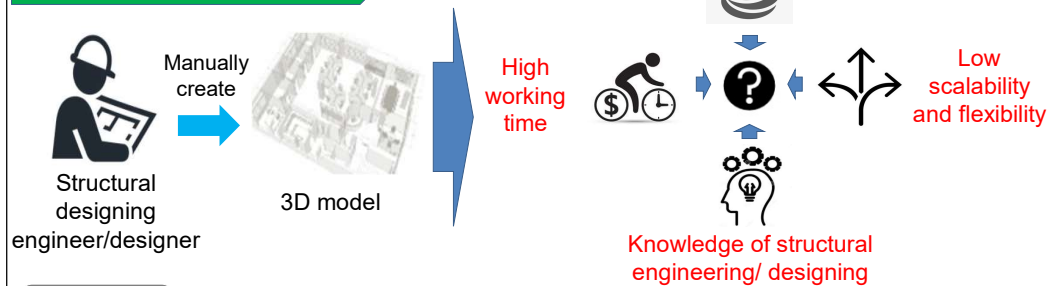 Manually
create
Structural
designing
engineer/designer
3D model
High
working
time
$
?
Low
scalability
and flexibility
Knowledge of structural
engineering/ designing